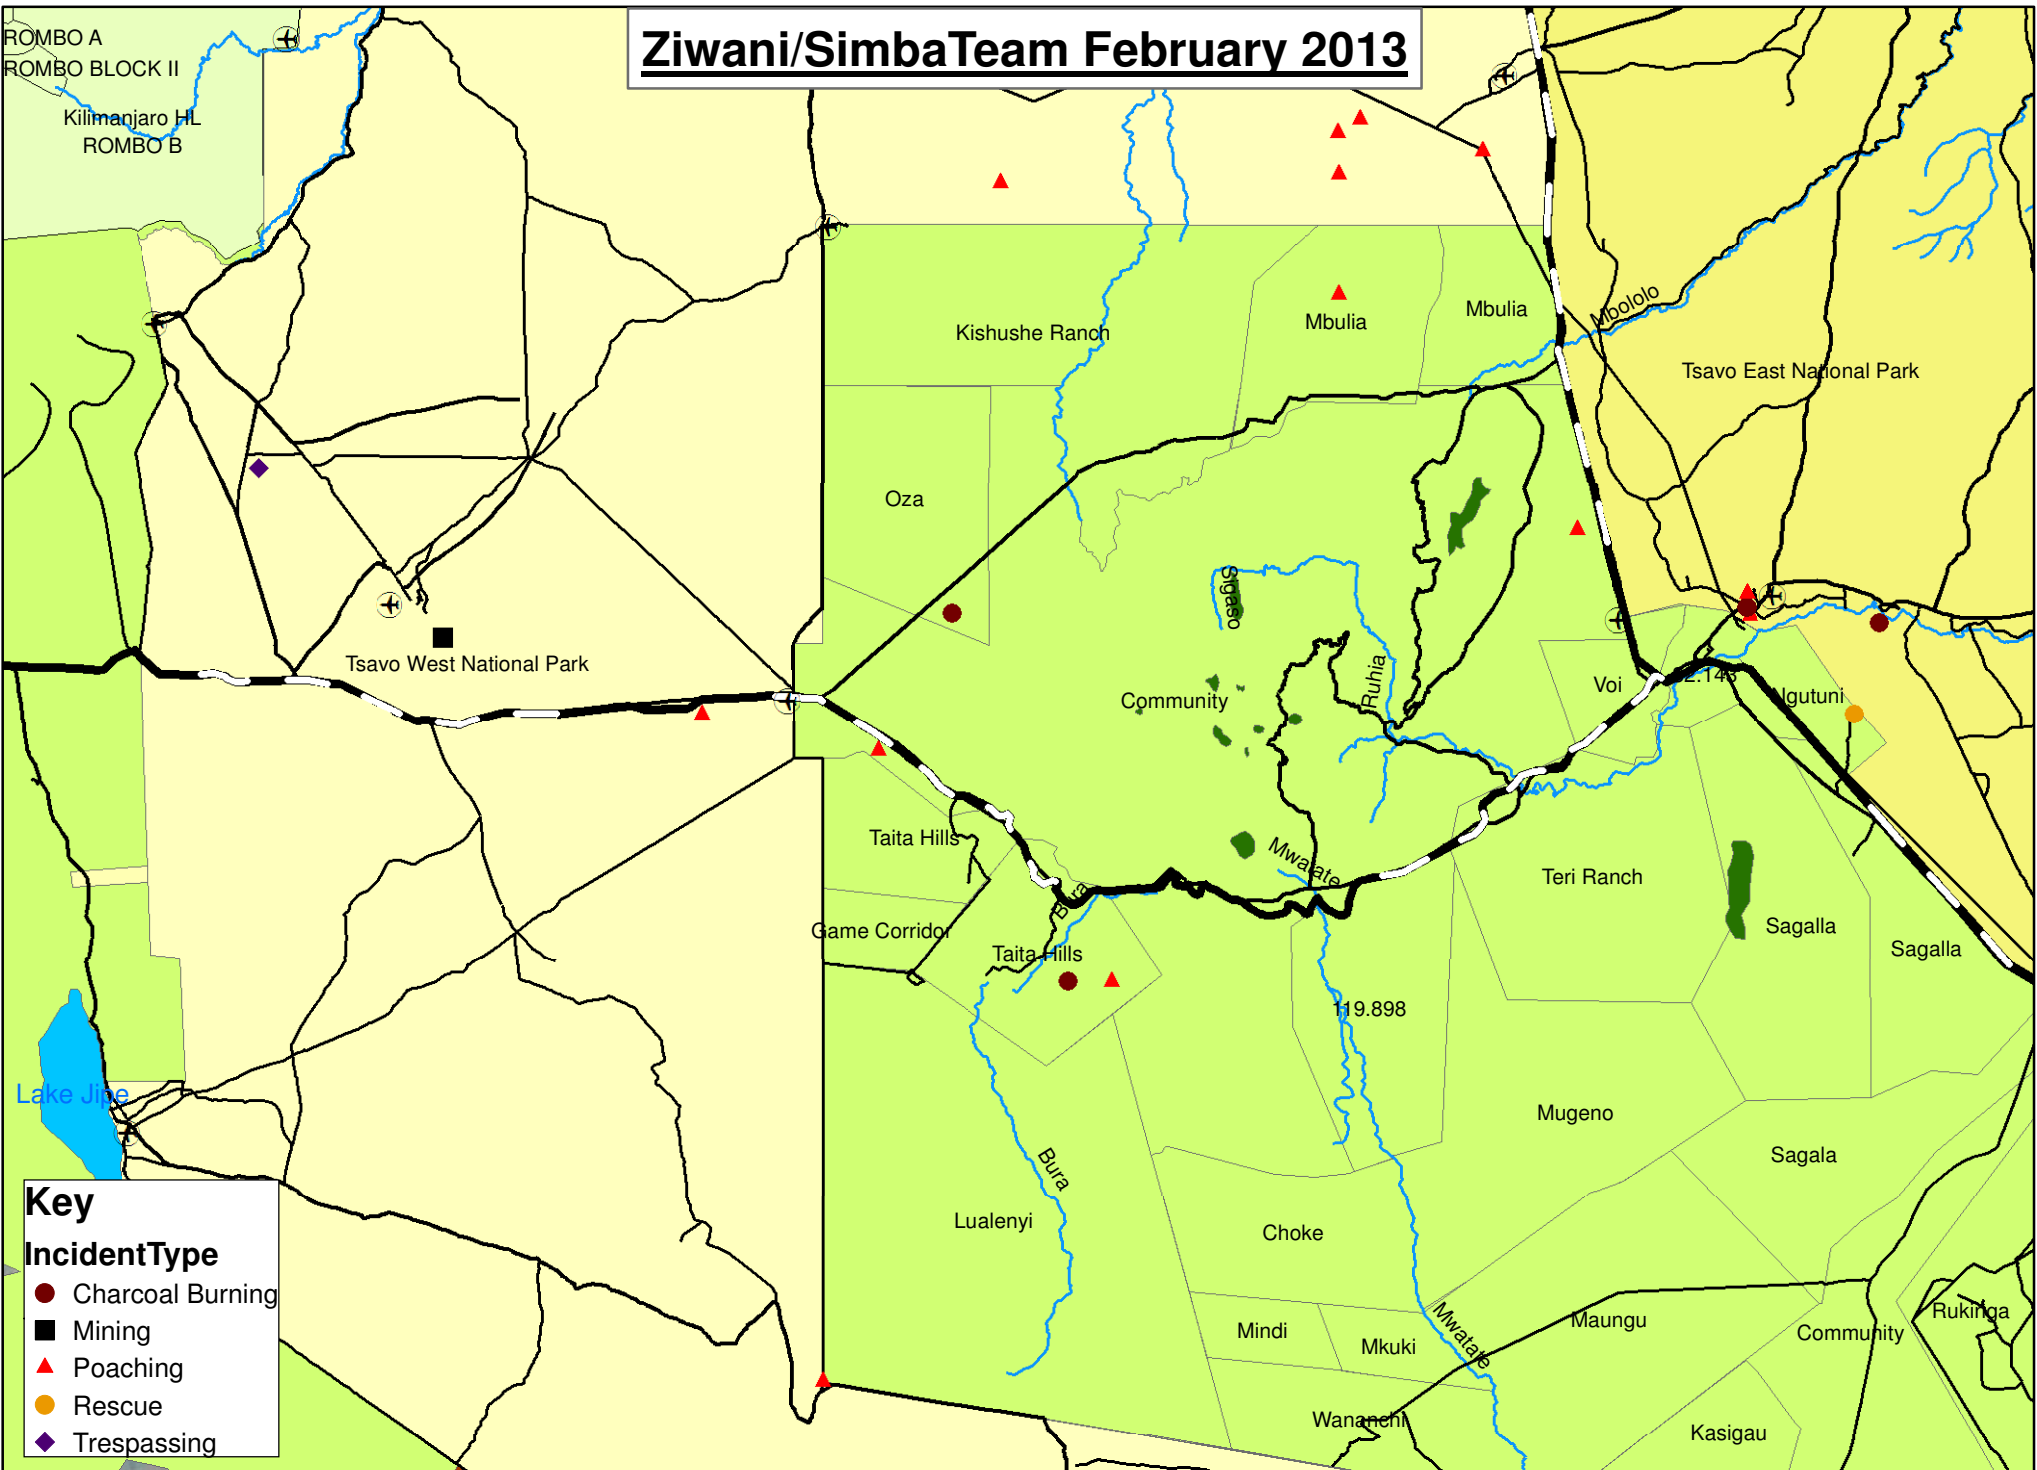 Ziwani/SimbaTeam February 2013
ROMBO A
ROMBO BLOCK II
Kilimanjaro HL
ROMBO B
Kishushe Ranch
Mbulia
Mbulia
Mbololo
Tsavo East National Park
Oza
Sigaso
Ruhia
Tsavo West National Park
Community
Voi
Ngutuni
Taita Hills
Mwatate
Bura
Teri Ranch
Sagalla
Sagalla
Game Corridor
Taita Hills
119.898
Lake Jipe
Mugeno
Sagala
Bura
Lualenyi
Choke
Mindi
Mkuki
Mwatate
Maungu
Community
Rukinga
Wananchi
Kasigau
Key
IncidentType
Charcoal Burning
Mining
Poaching
Rescue
Trespassing